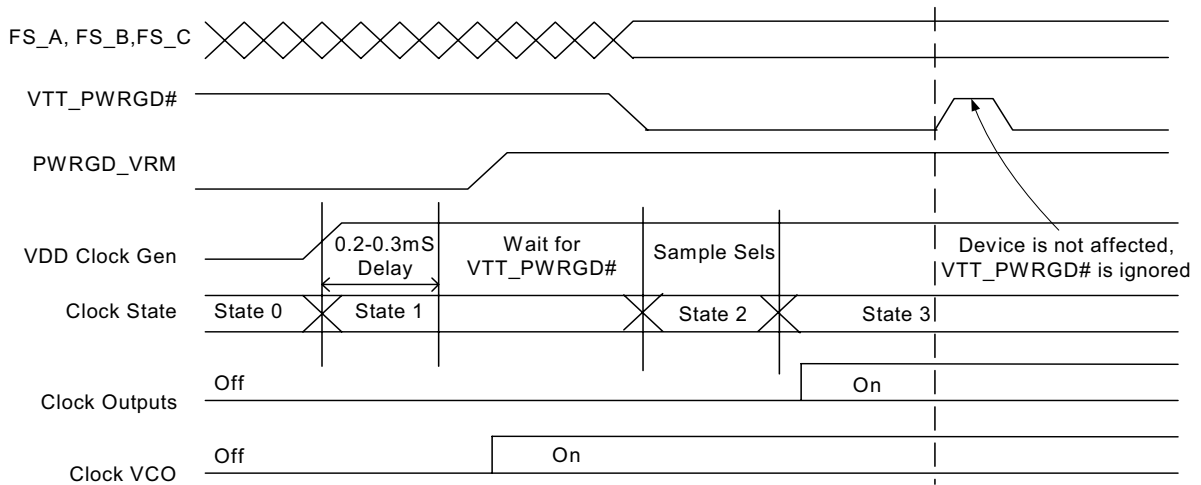 FS_A, FS_B,FS_C
VTT_PWRGD#
PWRGD_VRM
VDD Clock Gen
0.2-0.3mS
Delay
Wait for
VTT_PWRGD#
Sample Sels
Device is not affected,
VTT_PWRGD# is ignored
Clock State
State 0
State 1
State 2
State 3
Clock Outputs
Off
On
Clock VCO
Off
On